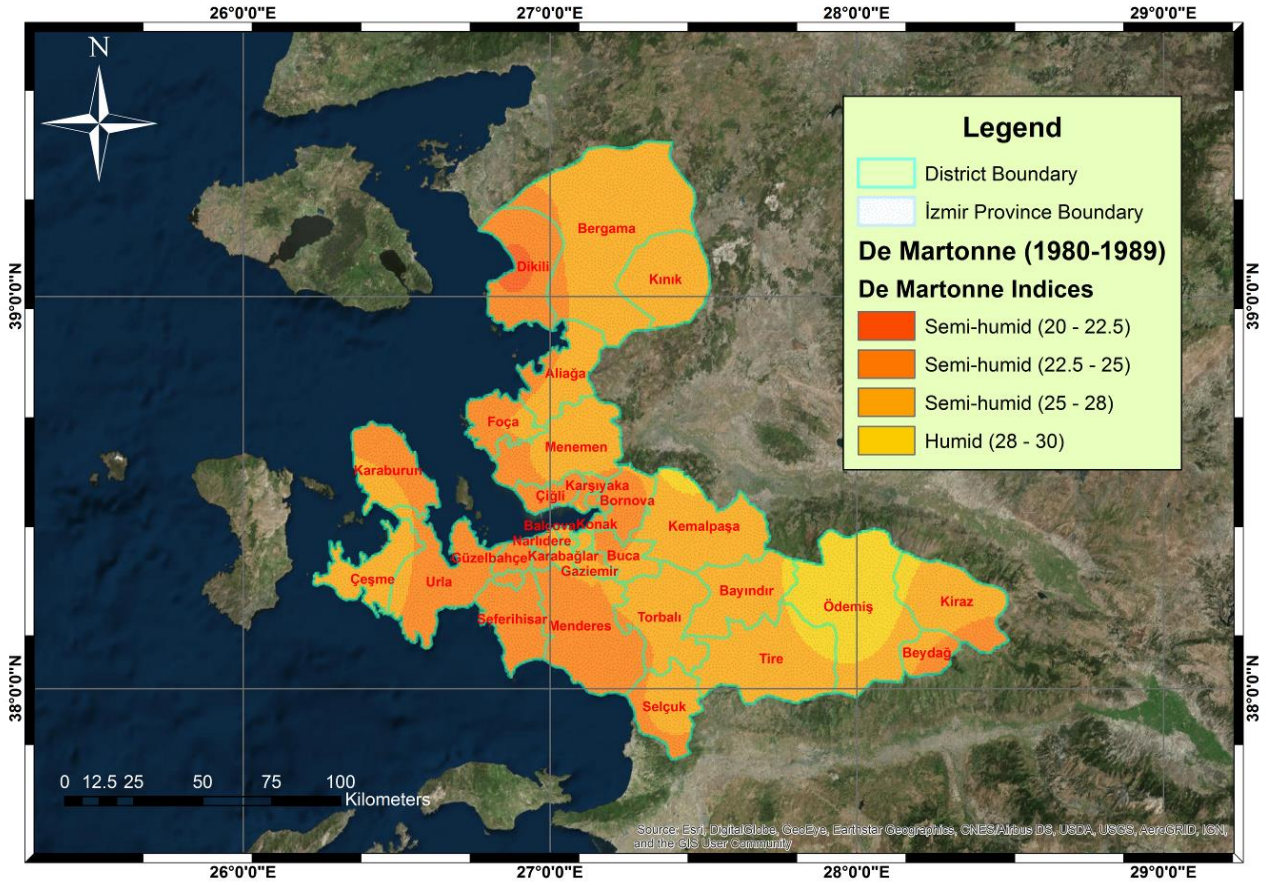 26°0'0"E 27°0'0"E 28°0'0"E 29°0'0"E
N
Legend
District Boundary
İzmir Province Boundary
De Martonne (1980-1989)
De Martonne Indices
Semi-humid (20 - 22.5)
Semi-humid (22.5 - 25)
Semi-humid (25 - 28)
Humid (28 - 30)
39°0'0"N
39°0'0"N
38°0'0"N
38°0'0"N
Bergama
Dikili
Kınık
Aliağa
Foça
Menemen
Karaburun
Karşıyaka
Çiğli
Bornova
Balçova
Konak
Kemalpaşa
Narlıdere
Güzelbahçe
Karabağlar
Buca
Gaziemir
Çeşme
Urla
Bayındır
Ödemiş
Kiraz
Seferihisar
Menderes
Torbalı
Beydağ
Tire
Selçuk
0 12.5 25 50 75 100
Kilometers
Source: Esri, DigitalGlobe, GeoEye, Earthstar Geographics, CNES/Airbus DS, USDA, USGS, AeroGRID, IGN,
and the GIS User Community
26°0'0"E 27°0'0"E 28°0'0"E 29°0'0"E